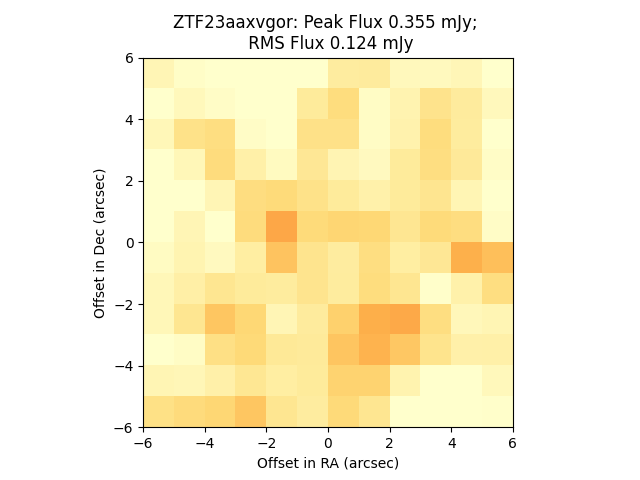 ZTF23aaxvgor: Peak Flux 0.355 mJy;
RMS Flux 0.124 mJy
6
4
2
0
−2
−4
−6
Offset in Dec (arcsec)
−6 −4 −2 0 2 4 6
Offset in RA (arcsec)